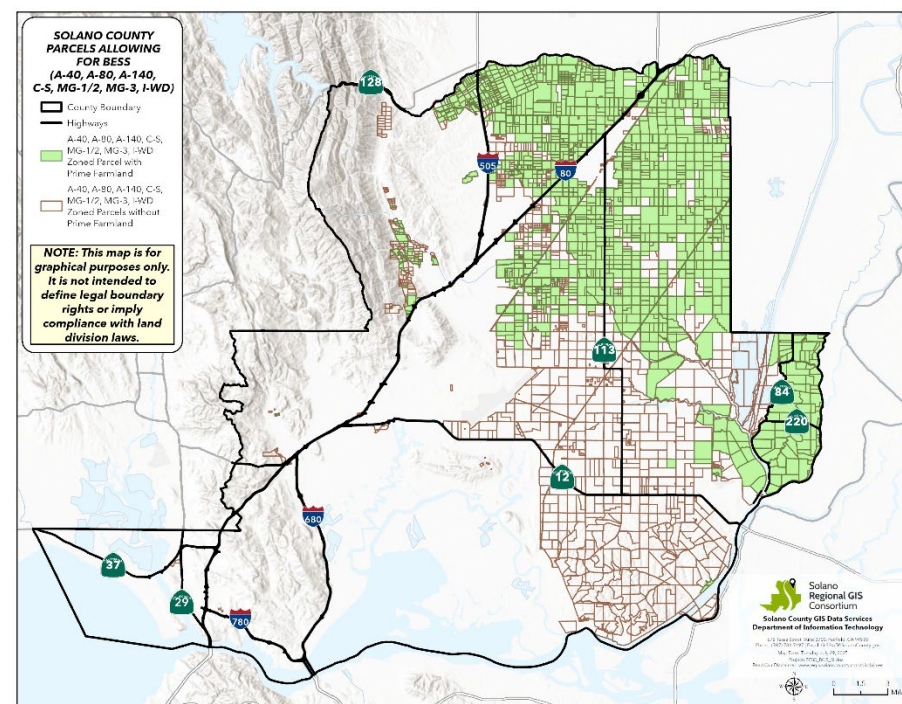 SOLANO COUNTY
PARCELS ALLOWING
FOR BESS
(A-40, A-80, A-140,
C-S, MG-1/2, MG-3, I-WD)
County Boundary
Highways
A-40, A-80, A-140, C-S,
MG-1/2, MG-3, I-WD
Zoned Parcel with
Prime Farmland
A-40, A-80, A-140, C-S,
MG-1/2, MG-3, I-WD
Zoned Parcels without
Prime Farmland
NOTE: This map is for
graphical purposes only.
It is not intended to
define legal boundary
rights or imply
compliance with land
division laws.
128
505
80
113
84
220
12
680
37
29
780
Solano
Regional GIS
Consortium
Solano County GIS Data Services
Department of Information Technology
0 1.5 3